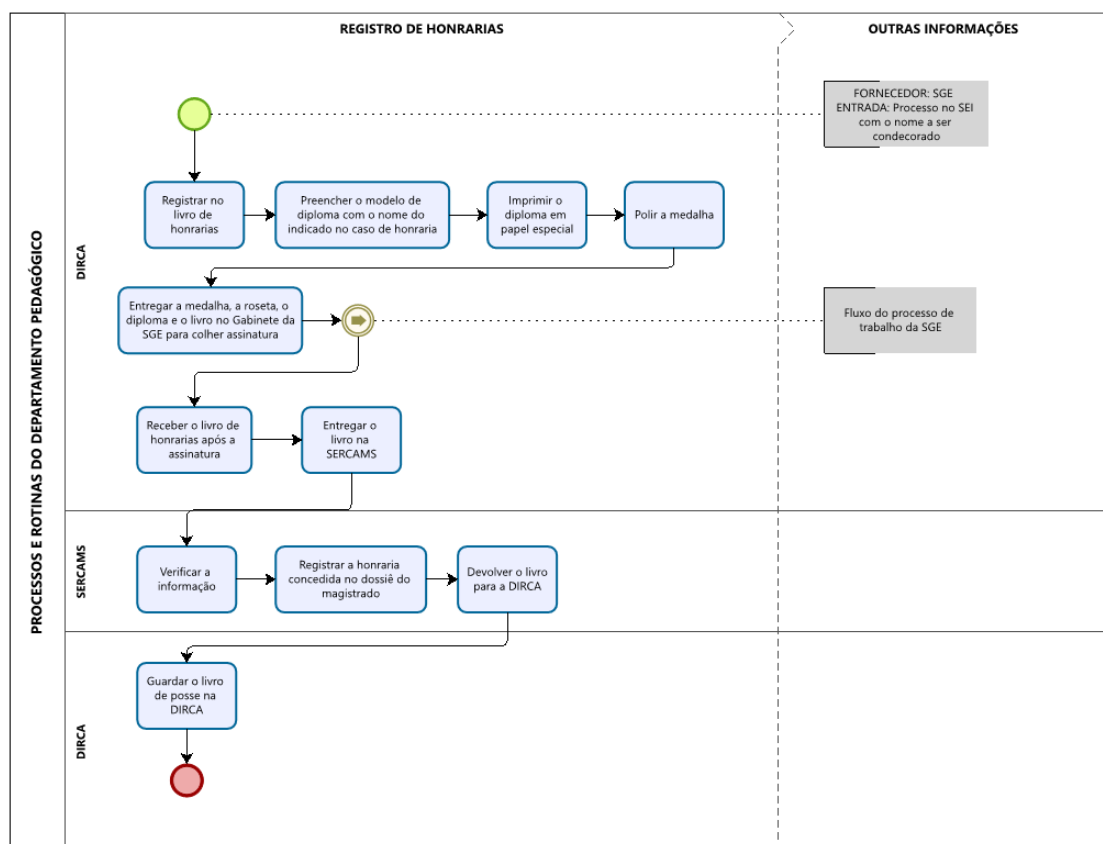 PROCESSOS E ROTINAS DO DEPARTAMENTO PEDAGÓGICO
REGISTRO DE HONRARIAS
OUTRAS INFORMAÇÕES
DIRCA
FORNECEDOR: SGE
ENTRADA: Processo no SEI
com o nome a ser
condecorado
Registrar no
livro de
honrarias
Preencher o modelo de
diploma com o nome do
indicado no caso de honraria
Imprimir o
diploma em
papel especial
Polir a medalha
Entregar a medalha, a roseta, o
diploma e o livro no Gabinete da
SGE para colher assinatura
Fluxo do processo de
trabalho da SGE
Receber o livro de
honrarias após a
assinatura
Entregar o
livro na
SERCAMS
SERCAMS
Verificar a
informação
Registrar a honraria
concedida no dossiê do
magistrado
Devolver o livro
para a DIRCA
DIRCA
Guardar o livro
de posse na
DIRCA